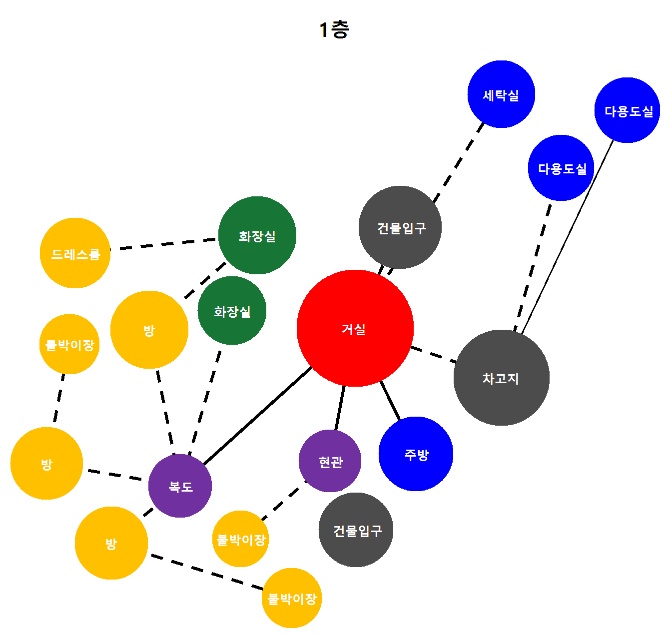 1층
세탁실
다용도실
다용도실
건물입구
화장실
드레스룸
화장실
방
거실
붙박이장
차고지
주방
현관
방
복도
건물입구
붙박이장
방
붙박이장